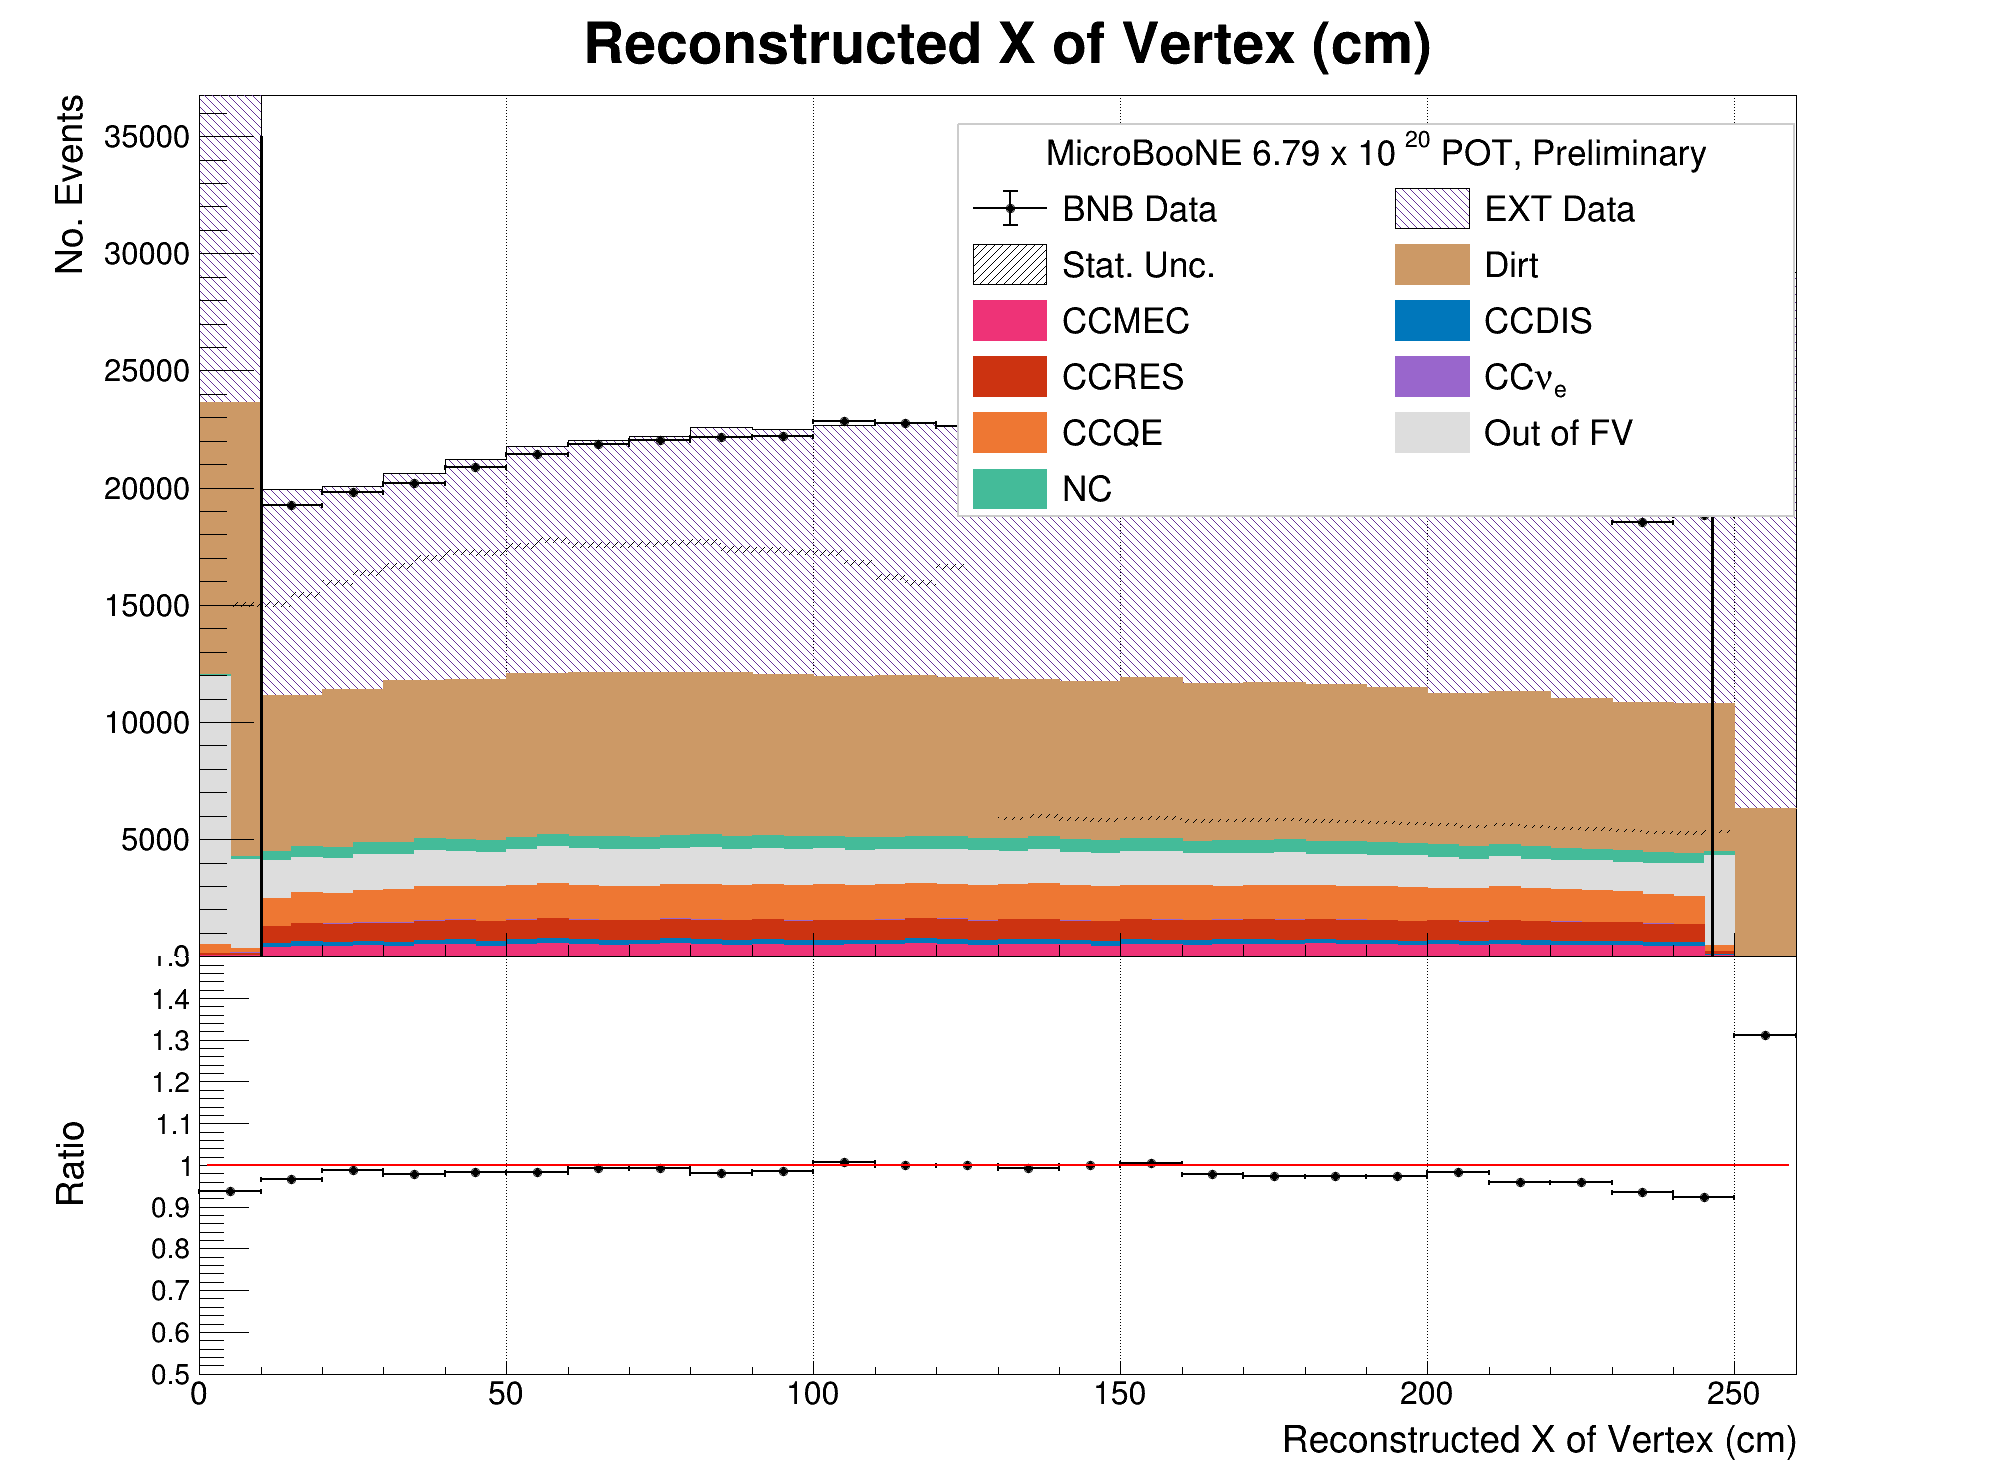 Reconstructed X of Vertex (cm)
No. Events
35000
30000
25000
20000
15000
10000
5000
0
MicroBooNE 6.79 x 10 20 POT, Preliminary
BNB Data
EXT Data
Stat. Unc.
Dirt
CCMEC
CCDIS
CCRES
CCνe
CCQE
Out of FV
NC
Ratio
1.5
1.4
1.3
1.2
1.1
1
0.9
0.8
0.7
0.6
0.5
0 50 100 150 200 250
Reconstructed X of Vertex (cm)